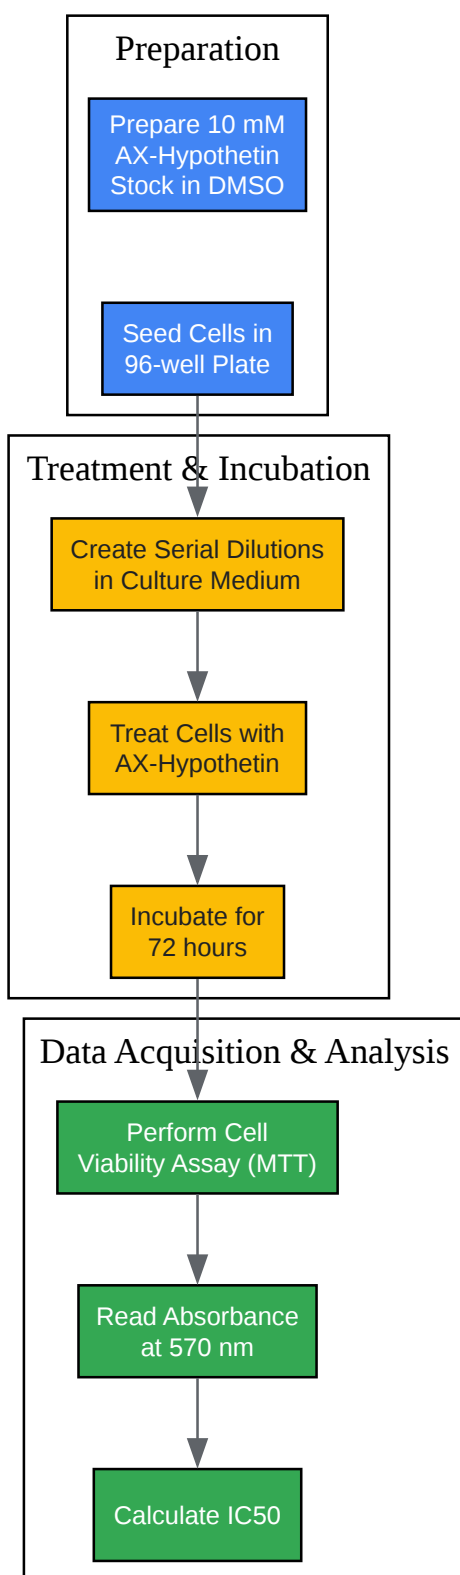 Preparation
Prepare 10 mM
AX-Hypothetin
Stock in DMSO
Seed Cells in
96-well Plate
Treatment & Incubation
Create Serial Dilutions
in Culture Medium
Treat Cells with
AX-Hypothetin
Incubate for
72 hours
Data Acquisition & Analysis
Perform Cell
Viability Assay (MTT)
Read Absorbance
at 570 nm
Calculate IC50